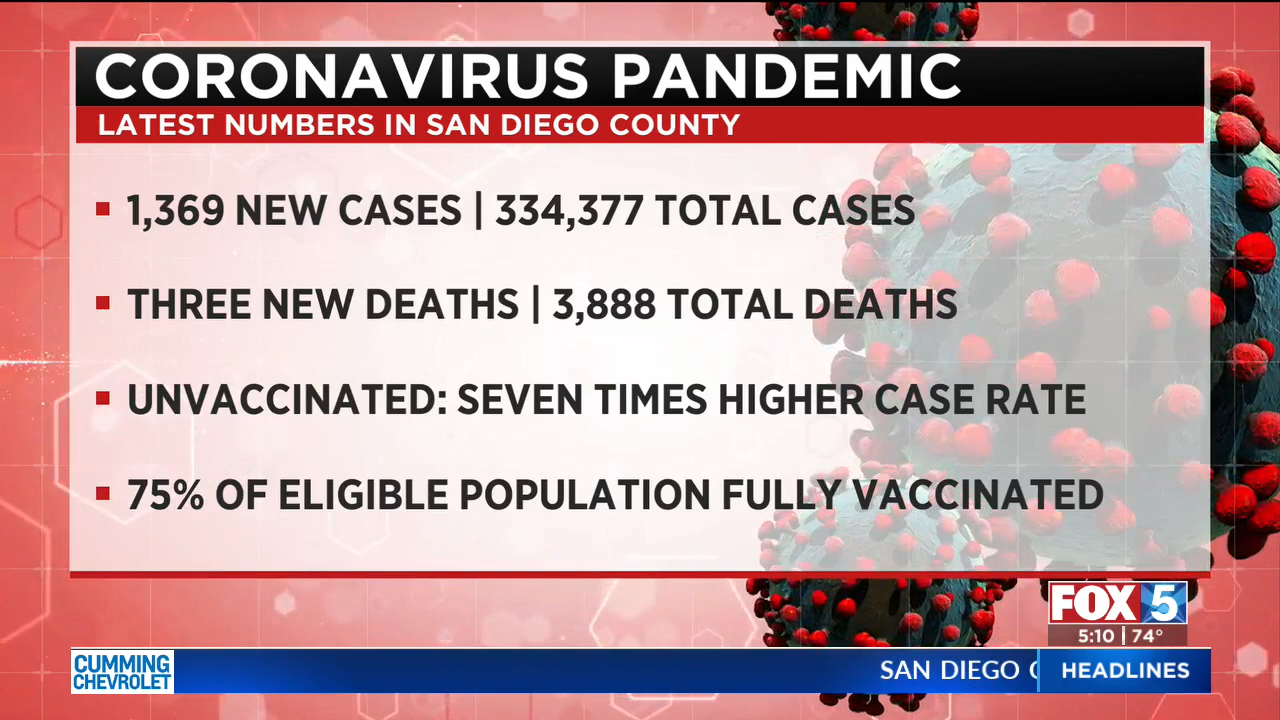 CORONAVIRUS PANDEMIC
LATEST NUMBERS IN SAN DIEGO COUNTY
1,369 NEW CASES | 334,377 TOTAL CASES
THREE NEW DEATHS | 3,888 TOTAL DEATHS
UNVACCINATED: SEVEN TIMES HIGHER CASE RATE
75% OF ELIGIBLE POPULATION FULLY VACCINATED
FOX 5
5:10 | 74°
CUMMING
CHEVROLET
SAN DIEGO
HEADLINES